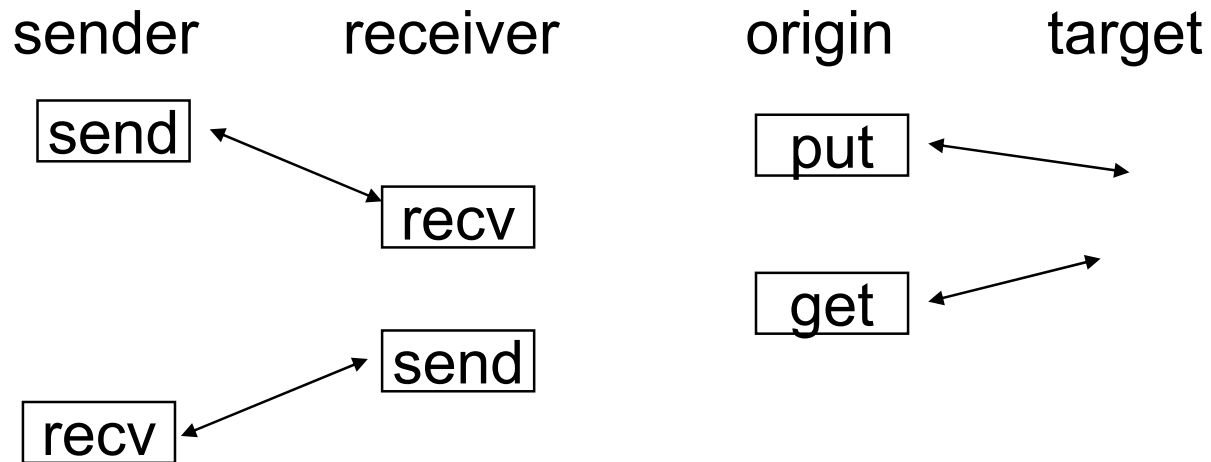 sender receiver origin target
send
put
recv
get
send
recv